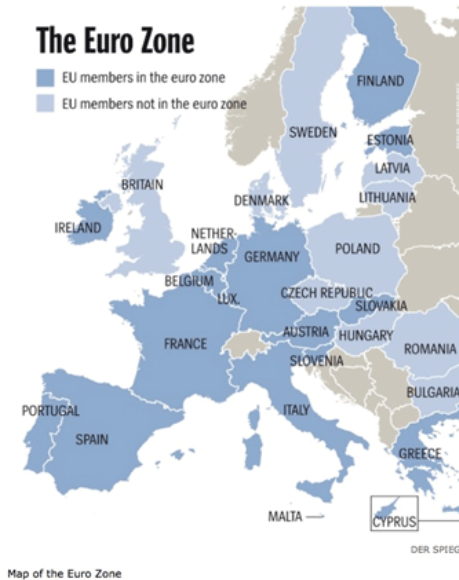 The Euro Zone
EU members in the euro zone
EU members not in the euro zone
FINLAND
SWEDEN
ESTONIA
LATVIA
LITHUANIA
BRITAIN
DENMARK
IRELAND
NETHER-
LANDS
GERMANY
POLAND
BELGIUM
LUX.
CZECH REPUBLIC
SLOVAKIA
FRANCE
AUSTRIA
HUNGARY
ROMANIA
SLOVENIA
BULGARIA
PORTUGAL
SPAIN
ITALY
GREECE
MALTA
CYPRUS
DER SPIEG
Map of the Euro Zone